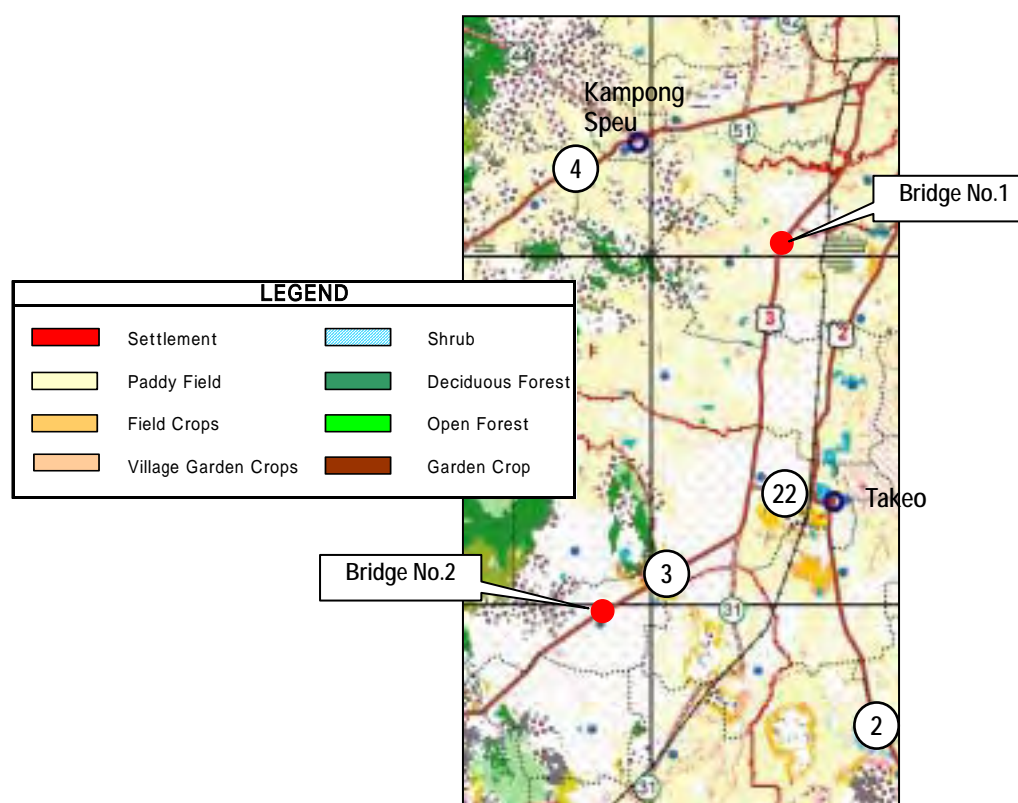 Kampong
Speu
51
4
Bridge No.1
LEGEND
Settlement
Shrub
3
2
Paddy Field
Deciduous Forest
Field Crops
Open Forest
Village Garden Crops
Garden Crop
22
Takeo
Bridge No.2
3
31
2
31